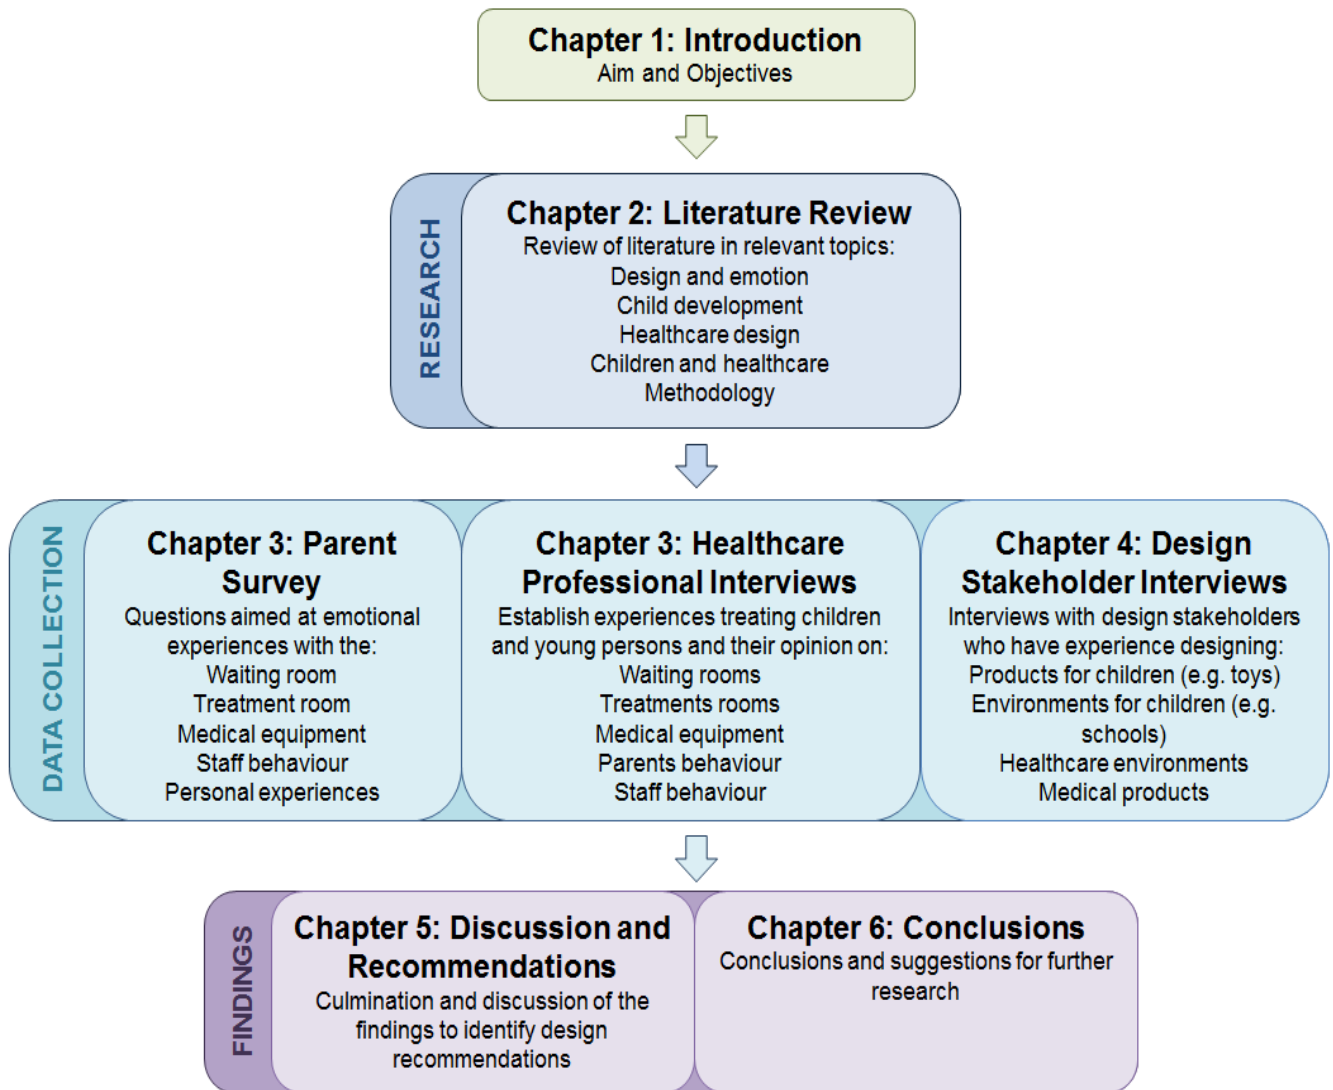 Chapter 1: Introduction
Aim and Objectives
RESEARCH
Chapter 2: Literature Review
Review of literature in relevant topics:
Design and emotion
Child development
Healthcare design
Children and healthcare
Methodology
DATA COLLECTION
Chapter 3: Parent
Survey
Questions aimed at emotional
experiences with the:
Waiting room
Treatment room
Medical equipment
Staff behaviour
Personal experiences
Chapter 3: Healthcare
Professional Interviews
Establish experiences treating children
and young persons and their opinion on:
Waiting rooms
Treatments rooms
Medical equipment
Parents behaviour
Staff behaviour
Chapter 4: Design
Stakeholder Interviews
Interviews with design stakeholders
who have experience designing:
Products for children (e.g. toys)
Environments for children (e.g.
schools)
Healthcare environments
Medical products
FINDINGS
Chapter 5: Discussion and
Recommendations
Culmination and discussion of the
findings to identify design
recommendations
Chapter 6: Conclusions
Conclusions and suggestions for further
research